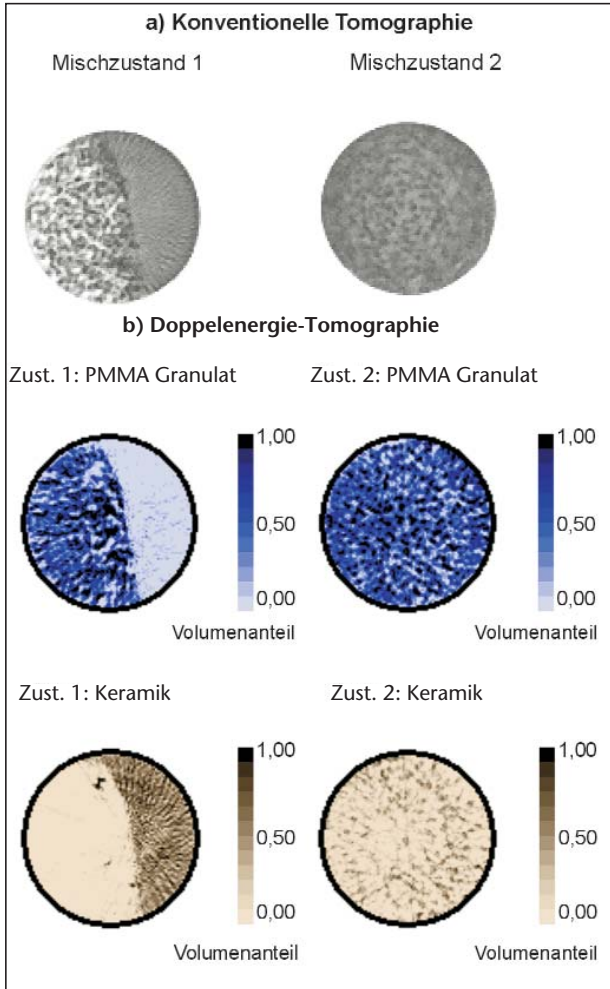 a) Konventionelle Tomographie
Mischzustand 1
Mischzustand 2
b) Doppelenergie-Tomographie
Zust. 1: PMMA Granulat
Zust. 2: PMMA Granulat
1,00
0,50
0,00
Volumenanteil
1,00
0,50
0,00
Volumenanteil
Zust. 1: Keramik
Zust. 2: Keramik
1,00
0,50
0,00
Volumenanteil
1,00
0,50
0,00
Volumenanteil